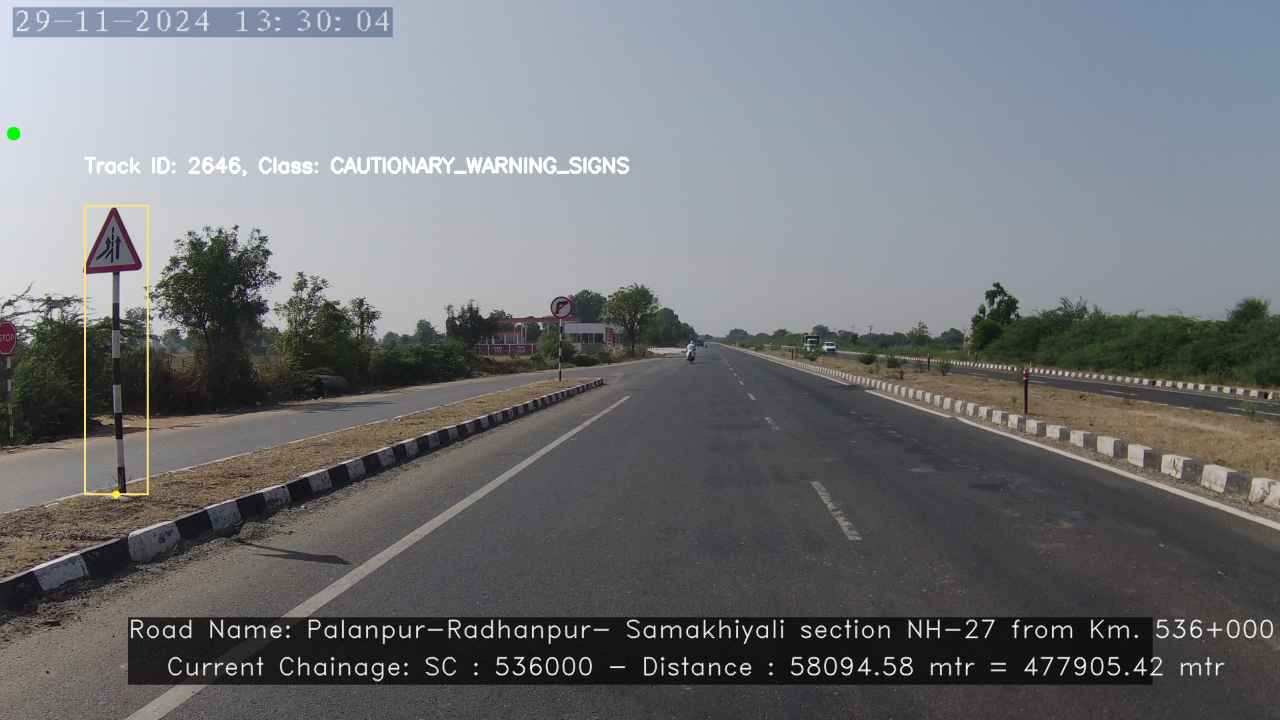 29-11-2024 13:30:04
Track ID: 2646, Class: CAUTIONARY_WARNING_SIGNS
STOP
Road Name: Palanpur-Radhanpur- Samakhiyali section NH-27 from Km. 536+000
Current Chainage: SC : 536000 - Distance : 58094.58 mtr = 477905.42 mtr